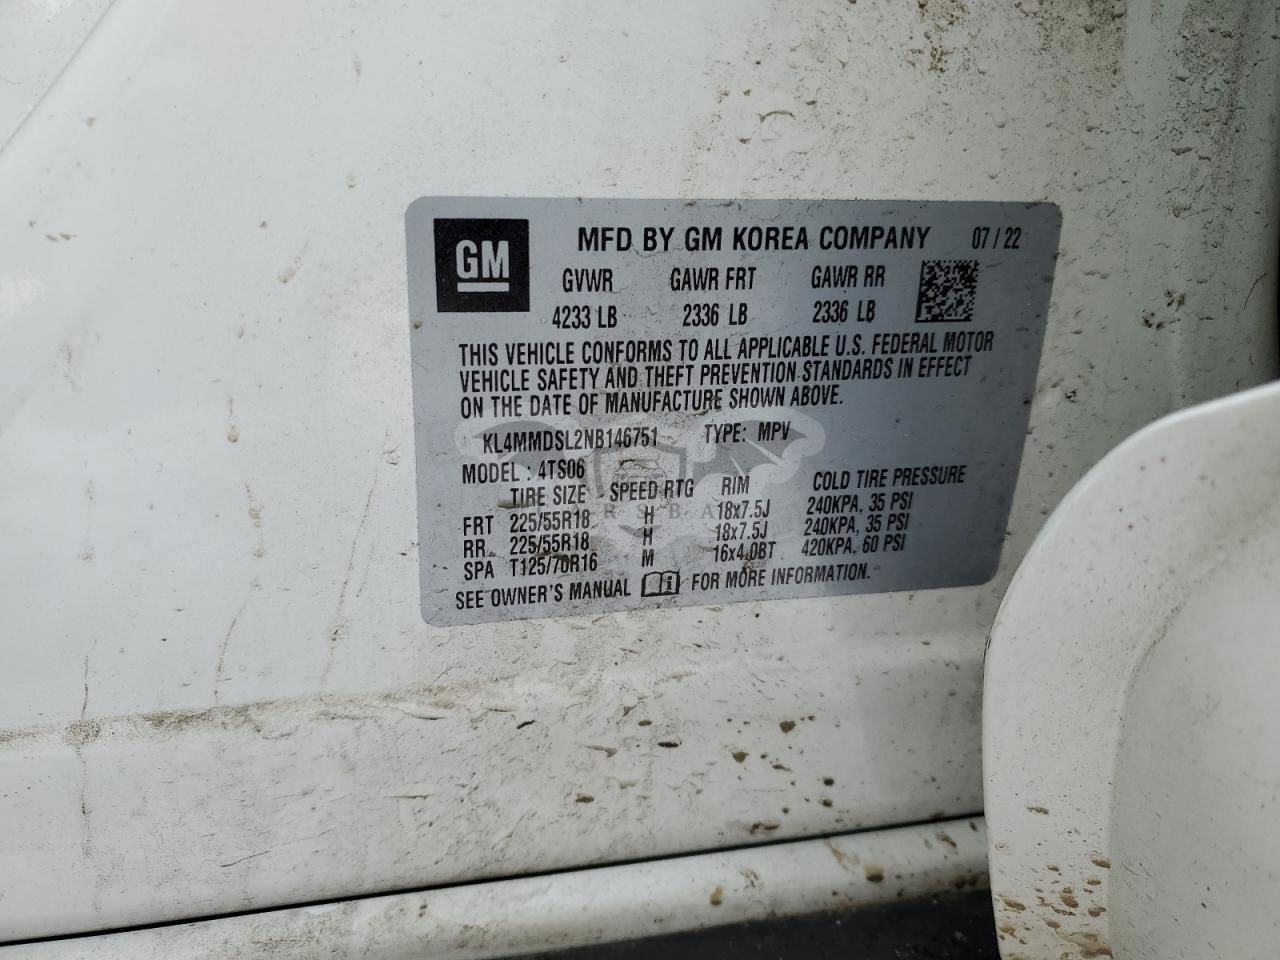 GM
MFD BY GM KOREA COMPANY 07 / 22
GVWR GAWR FRT GAWR RR
4233 LB 2336 LB 2336 LB
THIS VEHICLE CONFORMS TO ALL APPLICABLE U.S. FEDERAL MOTOR
VEHICLE SAFETY AND THEFT PREVENTION STANDARDS IN EFFECT
ON THE DATE OF MANUFACTURE SHOWN ABOVE.
KL4MMDSL2NB146751 TYPE: MPV
MODEL : 4TS06
TIRE SIZE SPEED RTG RIM COLD TIRE PRESSURE
FRT 225/55R18 H 18x7.5J 240KPA, 35 PSI
RR 225/55R18 H 18x7.5J 240KPA, 35 PSI
SPA T125/70R16 M 16x4.0BT 420KPA, 60 PSI
SEE OWNER'S MANUAL FOR MORE INFORMATION.